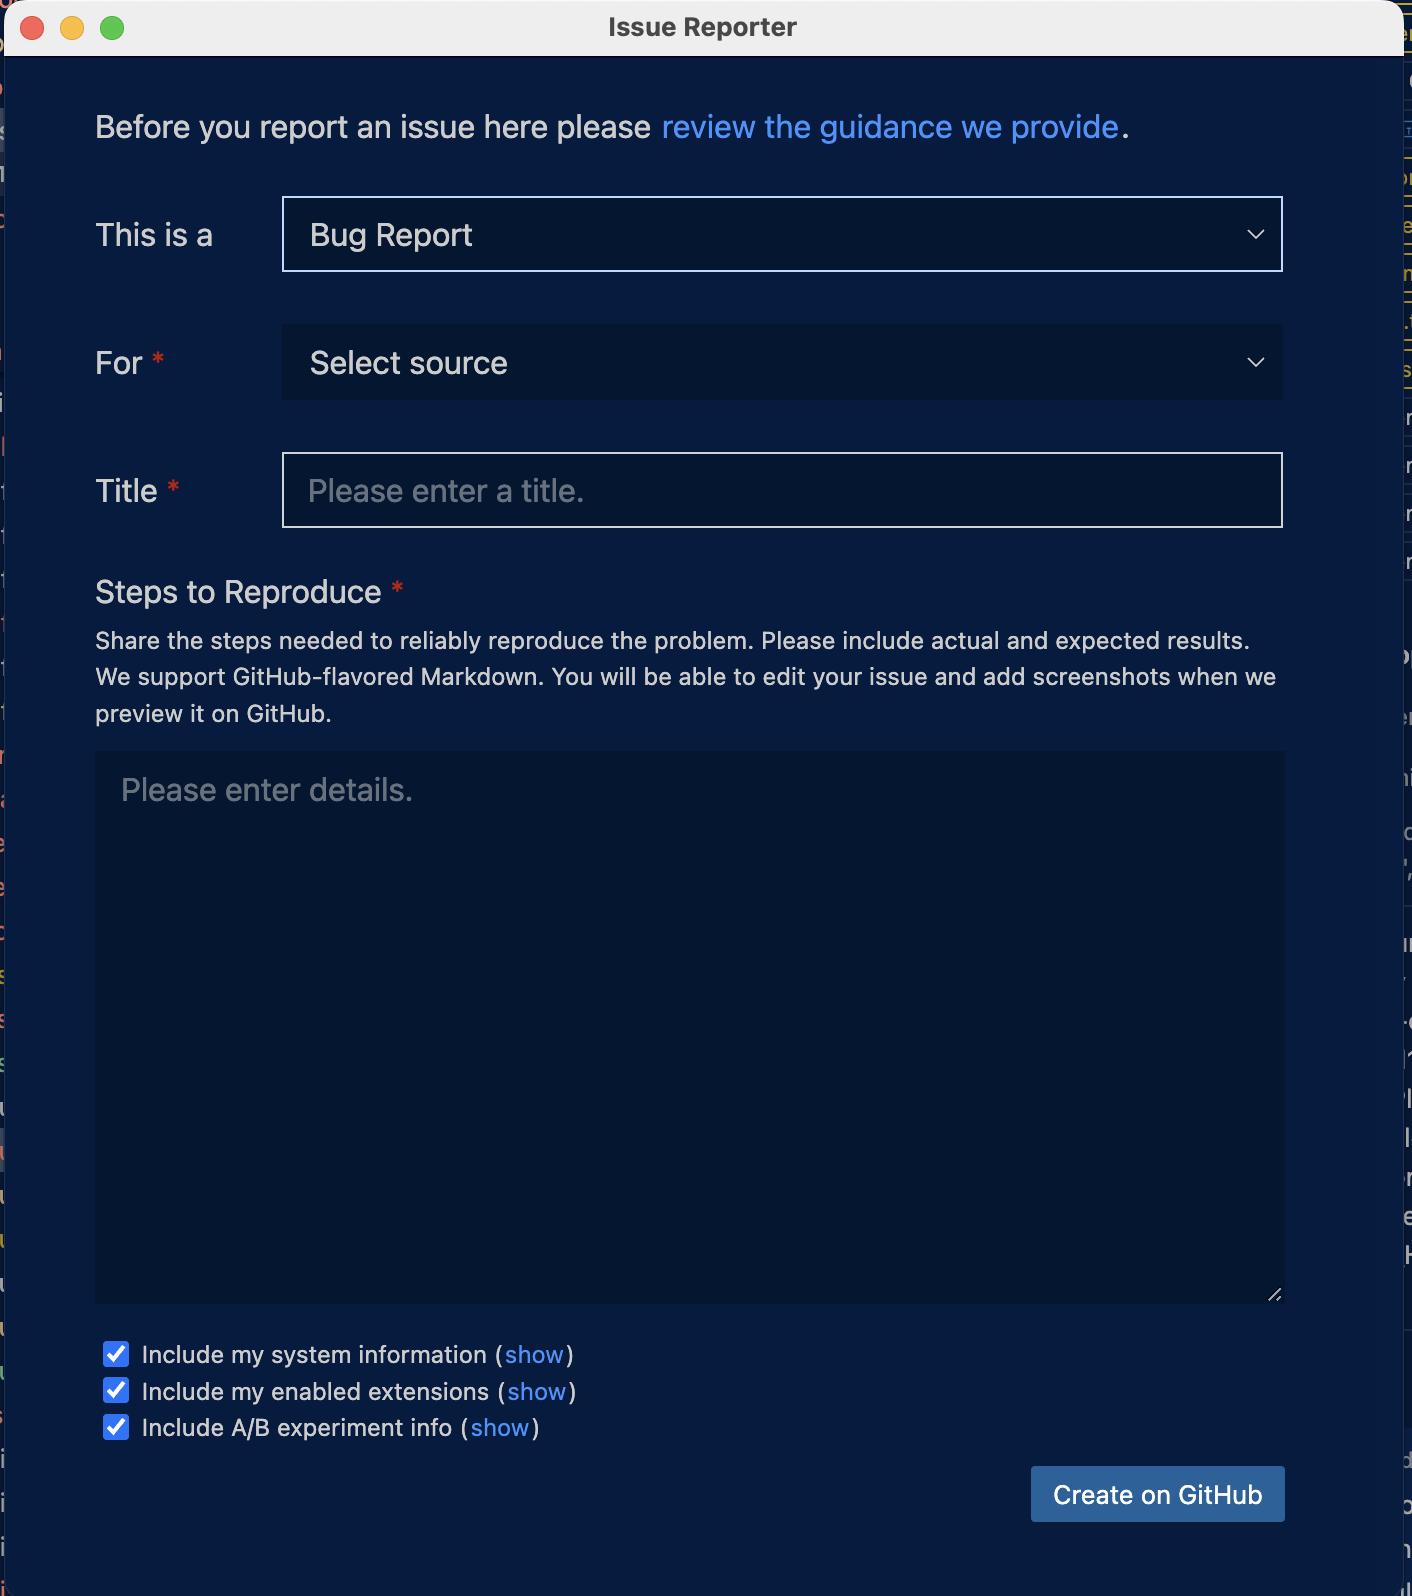 Issue Reporter
Before you report an issue here please review the guidance we provide.
This is a
Bug Report
For *
Select source
Title *
Please enter a title.
Steps to Reproduce *
Share the steps needed to reliably reproduce the problem. Please include actual and expected results.
We support GitHub-flavored Markdown. You will be able to edit your issue and add screenshots when we
preview it on GitHub.
Please enter details.
Include my system information (show)
Include my enabled extensions (show)
Include A/B experiment info (show)
Create on GitHub